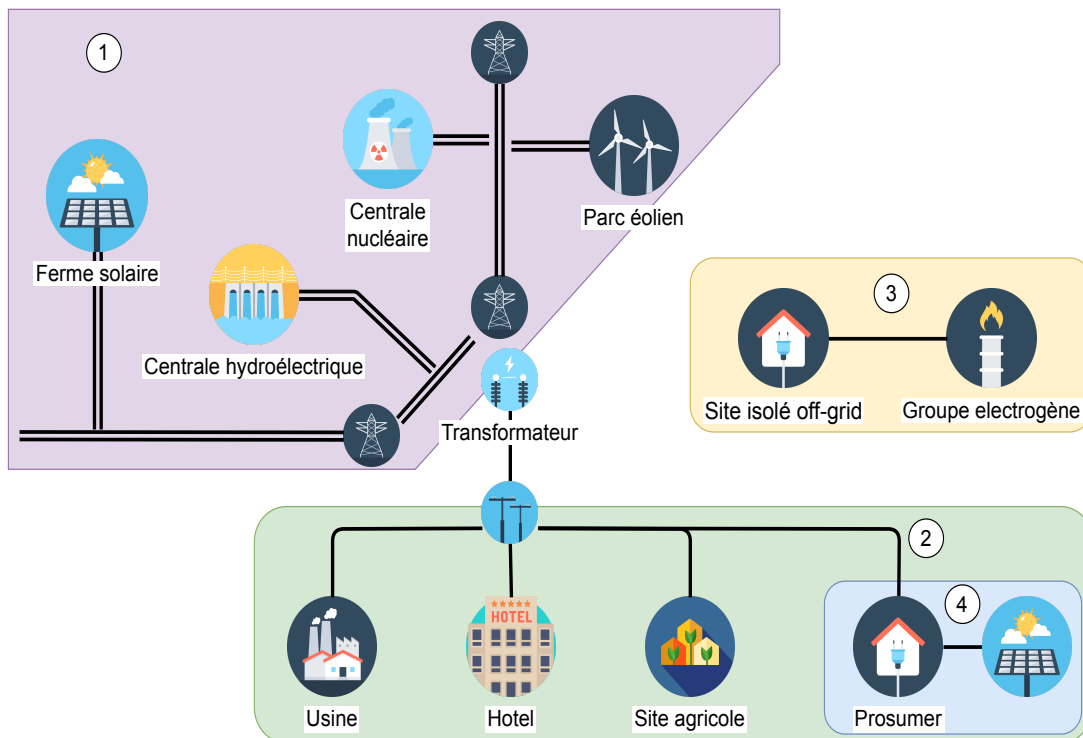 1
Centrale
nucléaire
Parc éolien
Ferme solaire
3
Centrale hydroélectrique
Site isolé off-grid
Groupe electrogène
Transformateur
2
4
HOTEL
Usine
Hotel
Site agricole
Prosumer